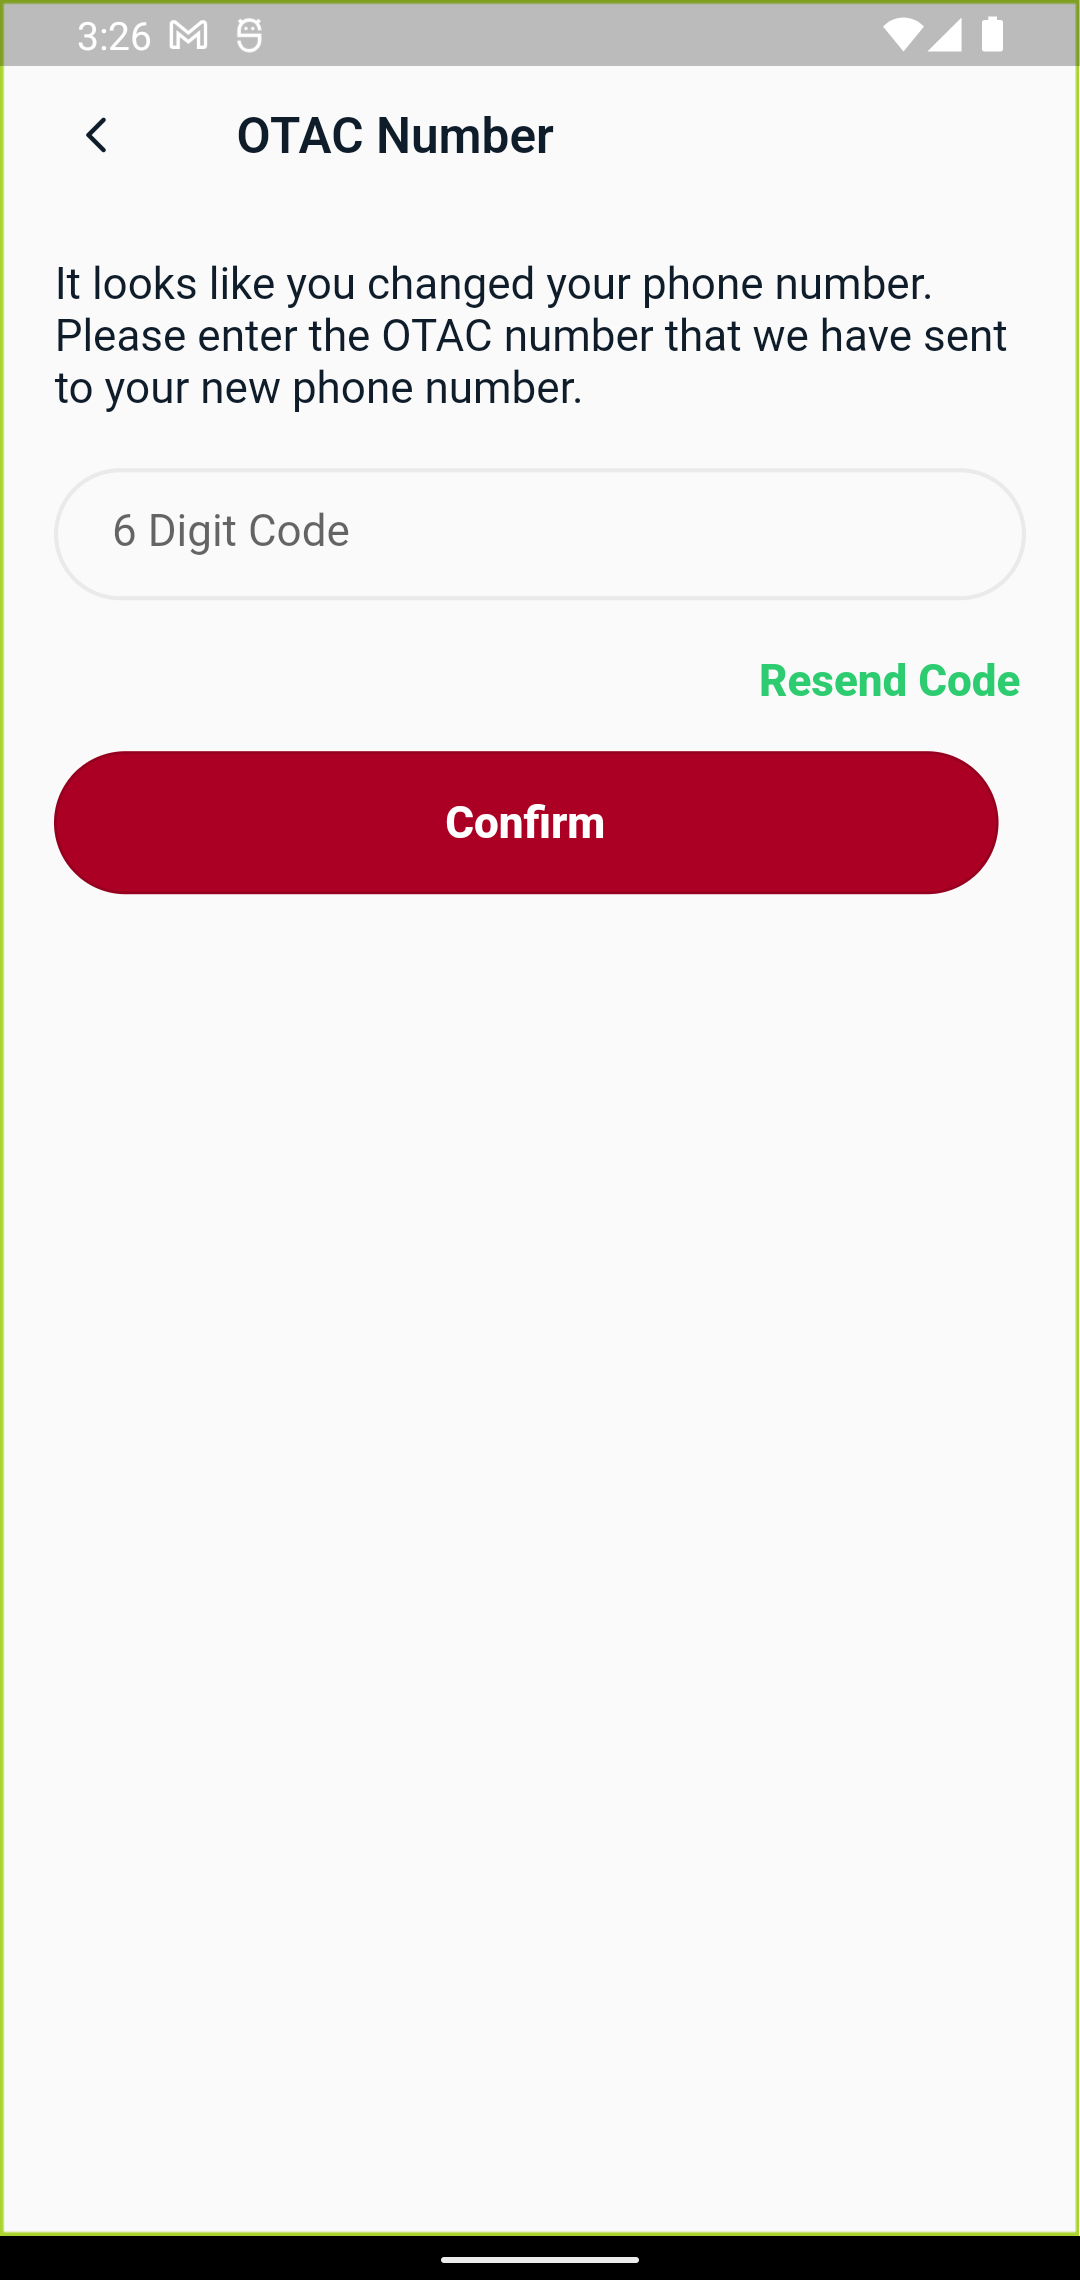 3:26
OTAC Number
It looks like you changed your phone number.
Please enter the OTAC number that we have sent
to your new phone number.
6 Digit Code
Resend Code
Confirm